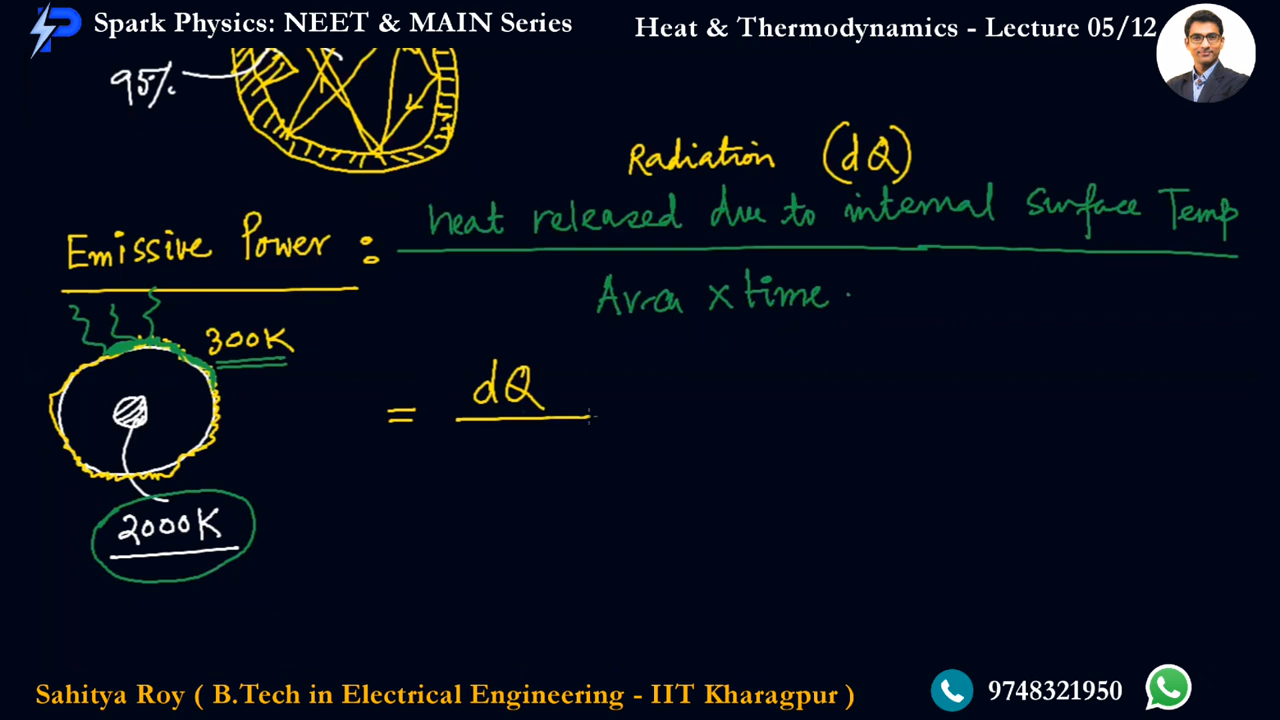 Spark Physics: NEET & MAIN Series
Heat & Thermodynamics - Lecture 05/12
95%
Radiation (dQ)
heat released due to internal surface Temp
Emissive Power :
Area x time.
300K
= dQ
2000K
Sahitya Roy ( B.Tech in Electrical Engineering - IIT Kharagpur )
9748321950